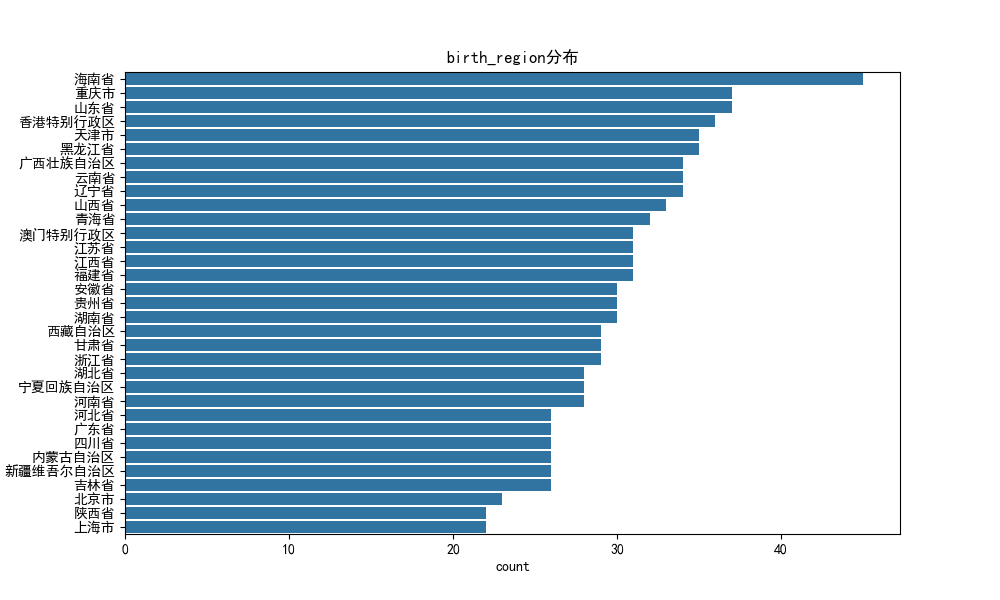 birth_region分布
海南省
重庆市
山东省
香港特别行政区
天津市
黑龙江省
广西壮族自治区
云南省
辽宁省
山西省
青海省
澳门特别行政区
江苏省
江西省
福建省
安徽省
贵州省
湖南省
西藏自治区
甘肃省
浙江省
湖北省
宁夏回族自治区
河南省
河北省
广东省
四川省
内蒙古自治区
新疆维吾尔自治区
吉林省
北京市
陕西省
上海市
0 10 20 30 40
count